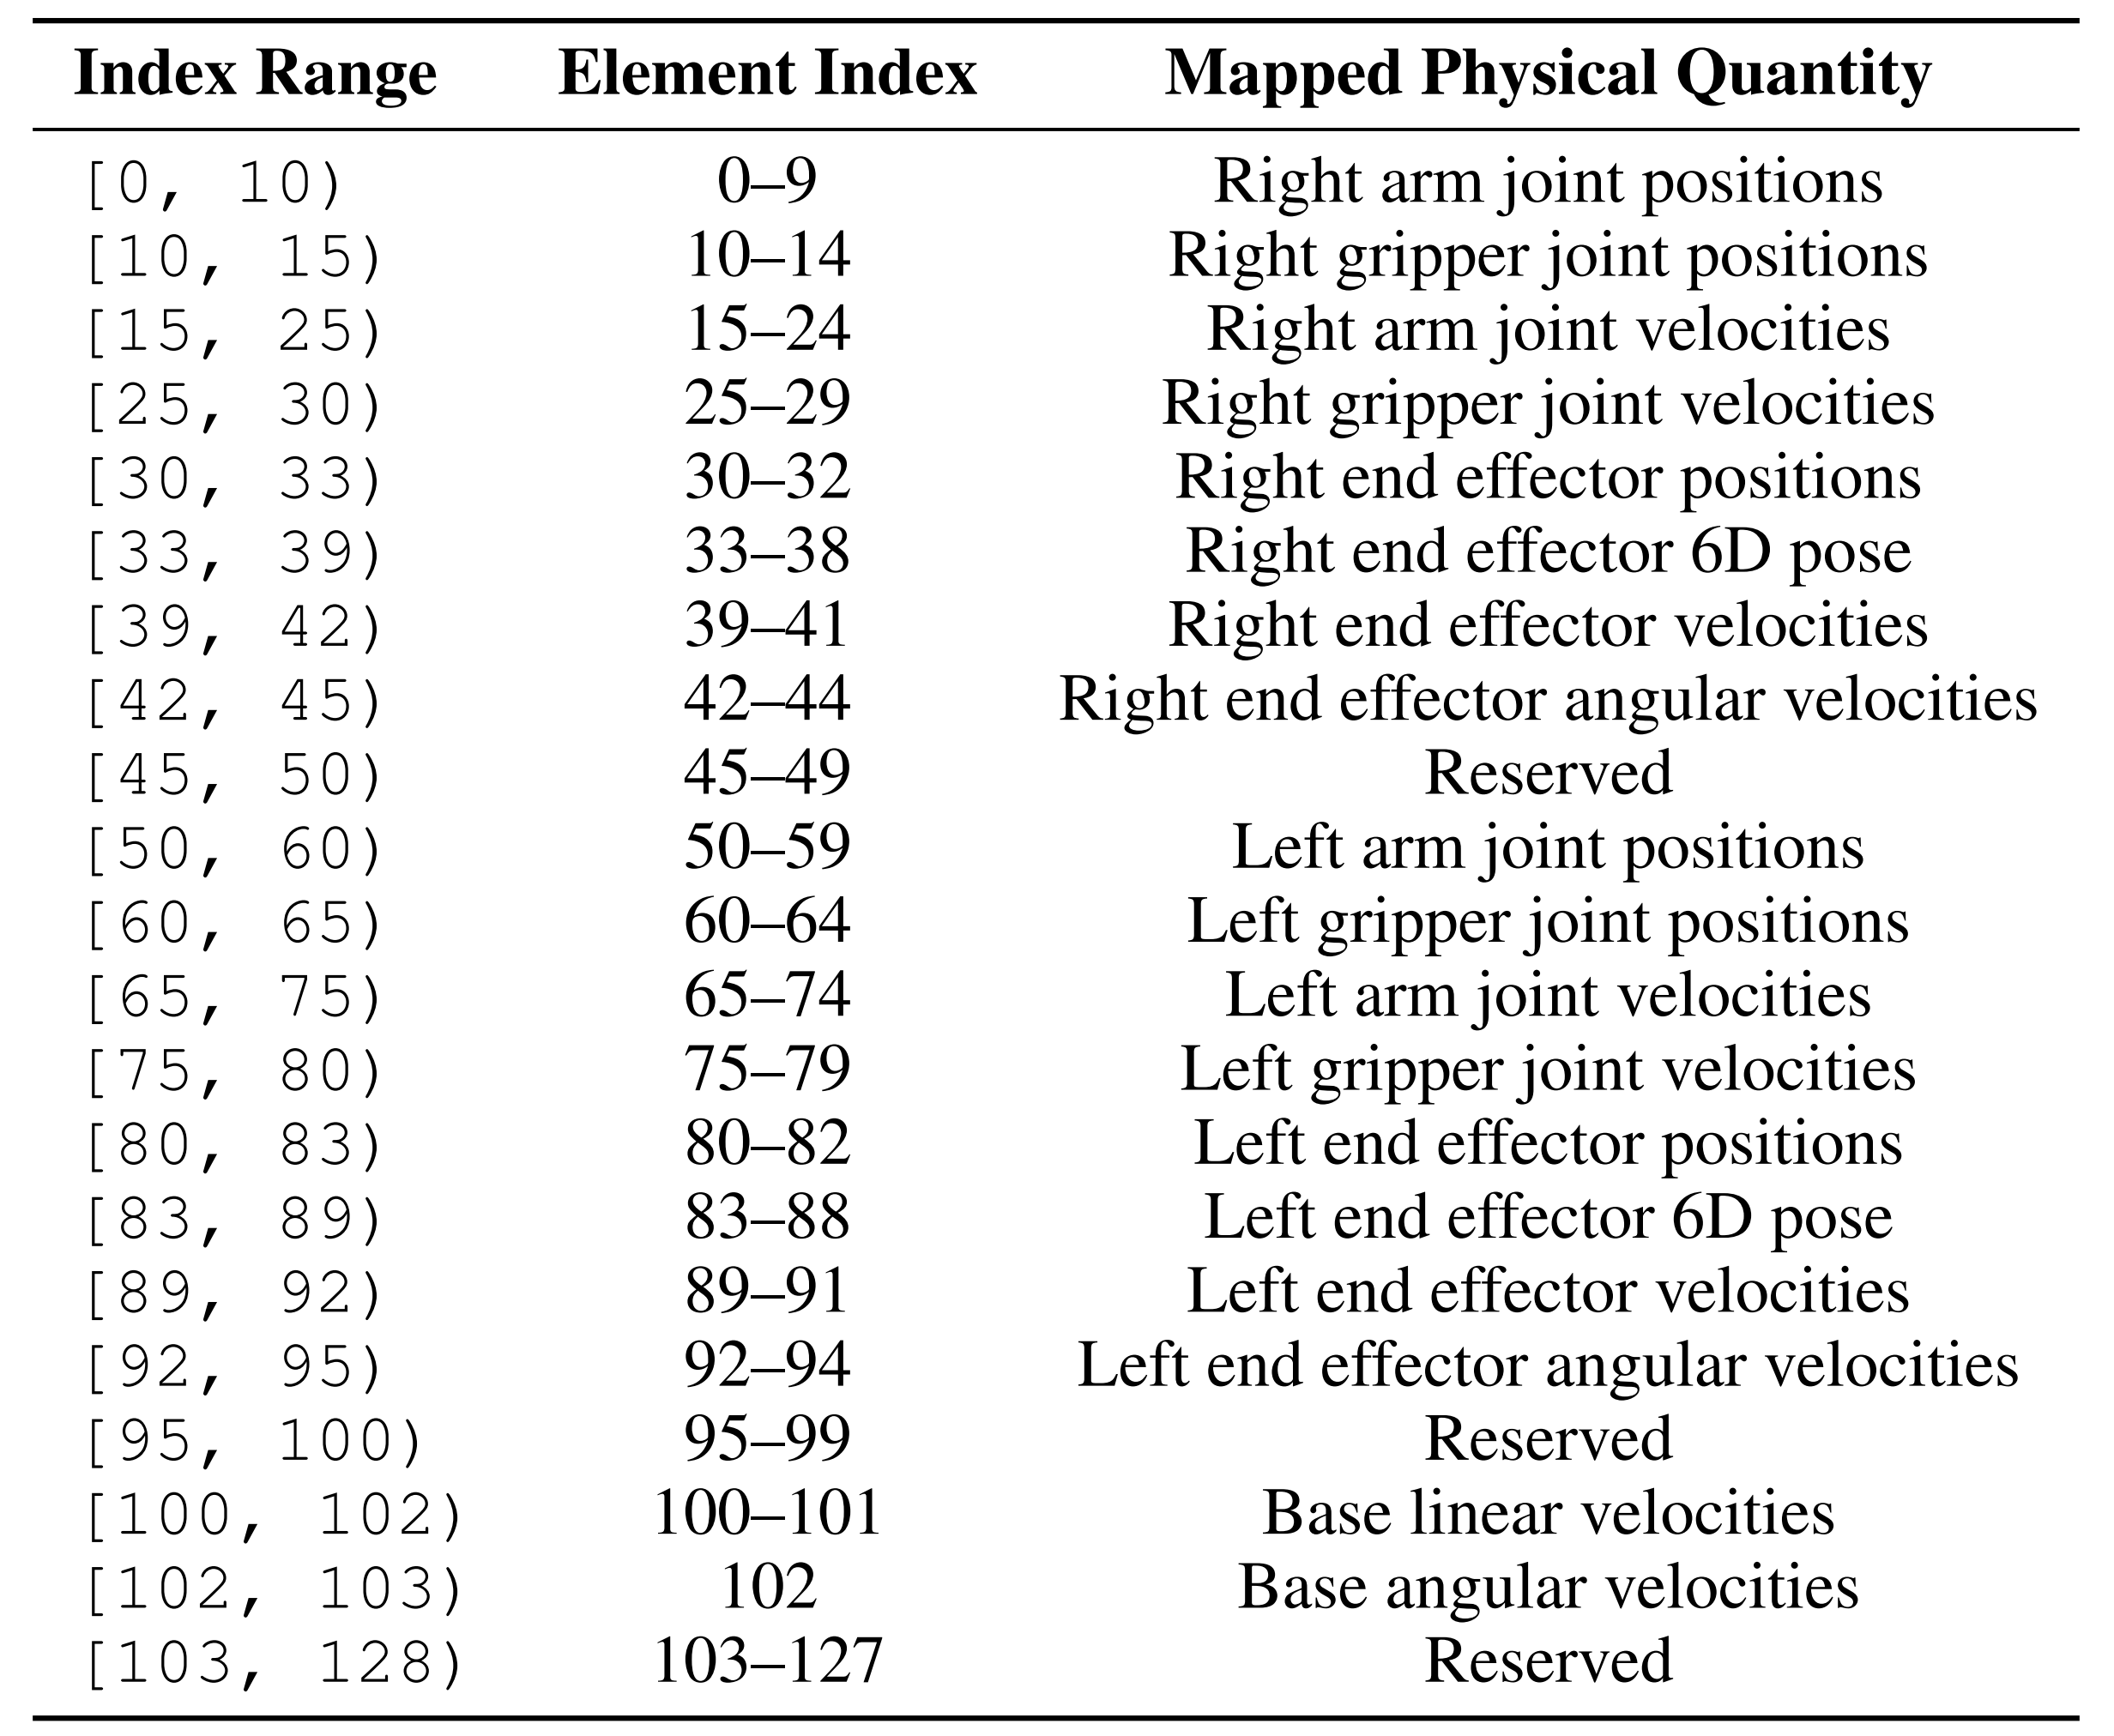 Index Range Element Index Mapped Physical Quantity
[0, 10) 0–9 Right arm joint positions
[10, 15) 10–14 Right gripper joint positions
[15, 25) 15–24 Right arm joint velocities
[25, 30) 25–29 Right gripper joint velocities
[30, 33) 30–32 Right end effector positions
[33, 39) 33–38 Right end effector 6D pose
[39, 42) 39–41 Right end effector velocities
[42, 45) 42–44 Right end effector angular velocities
[45, 50) 45–49 Reserved
[50, 60) 50–59 Left arm joint positions
[60, 65) 60–64 Left gripper joint positions
[65, 75) 65–74 Left arm joint velocities
[75, 80) 75–79 Left gripper joint velocities
[80, 83) 80–82 Left end effector positions
[83, 89) 83–88 Left end effector 6D pose
[89, 92) 89–91 Left end effector velocities
[92, 95) 92–94 Left end effector angular velocities
[95, 100) 95–99 Reserved
[100, 102) 100–101 Base linear velocities
[102, 103) 102 Base angular velocities
[103, 128) 103–127 Reserved